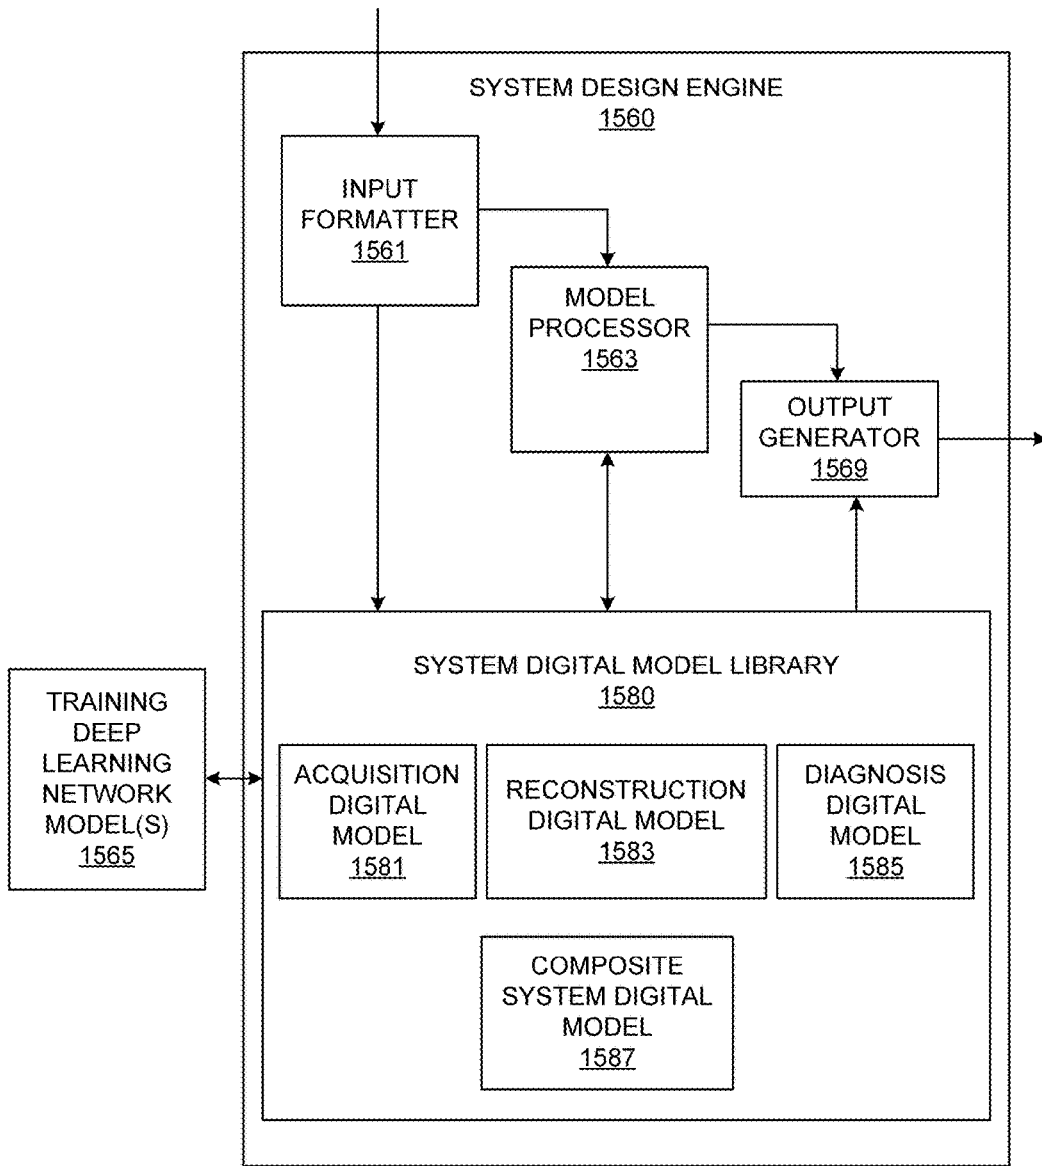 SYSTEM DESIGN ENGINE
1560
INPUT
FORMATTER
1561
MODEL
PROCESSOR
1563
OUTPUT
GENERATOR
1569
SYSTEM DIGITAL MODEL LIBRARY
1580
TRAINING
DEEP
LEARNING
NETWORK
MODEL(S)
1565
ACQUISITION
DIGITAL
MODEL
1581
RECONSTRUCTION
DIGITAL MODEL
1583
DIAGNOSIS
DIGITAL
MODEL
1585
COMPOSITE
SYSTEM DIGITAL
MODEL
1587